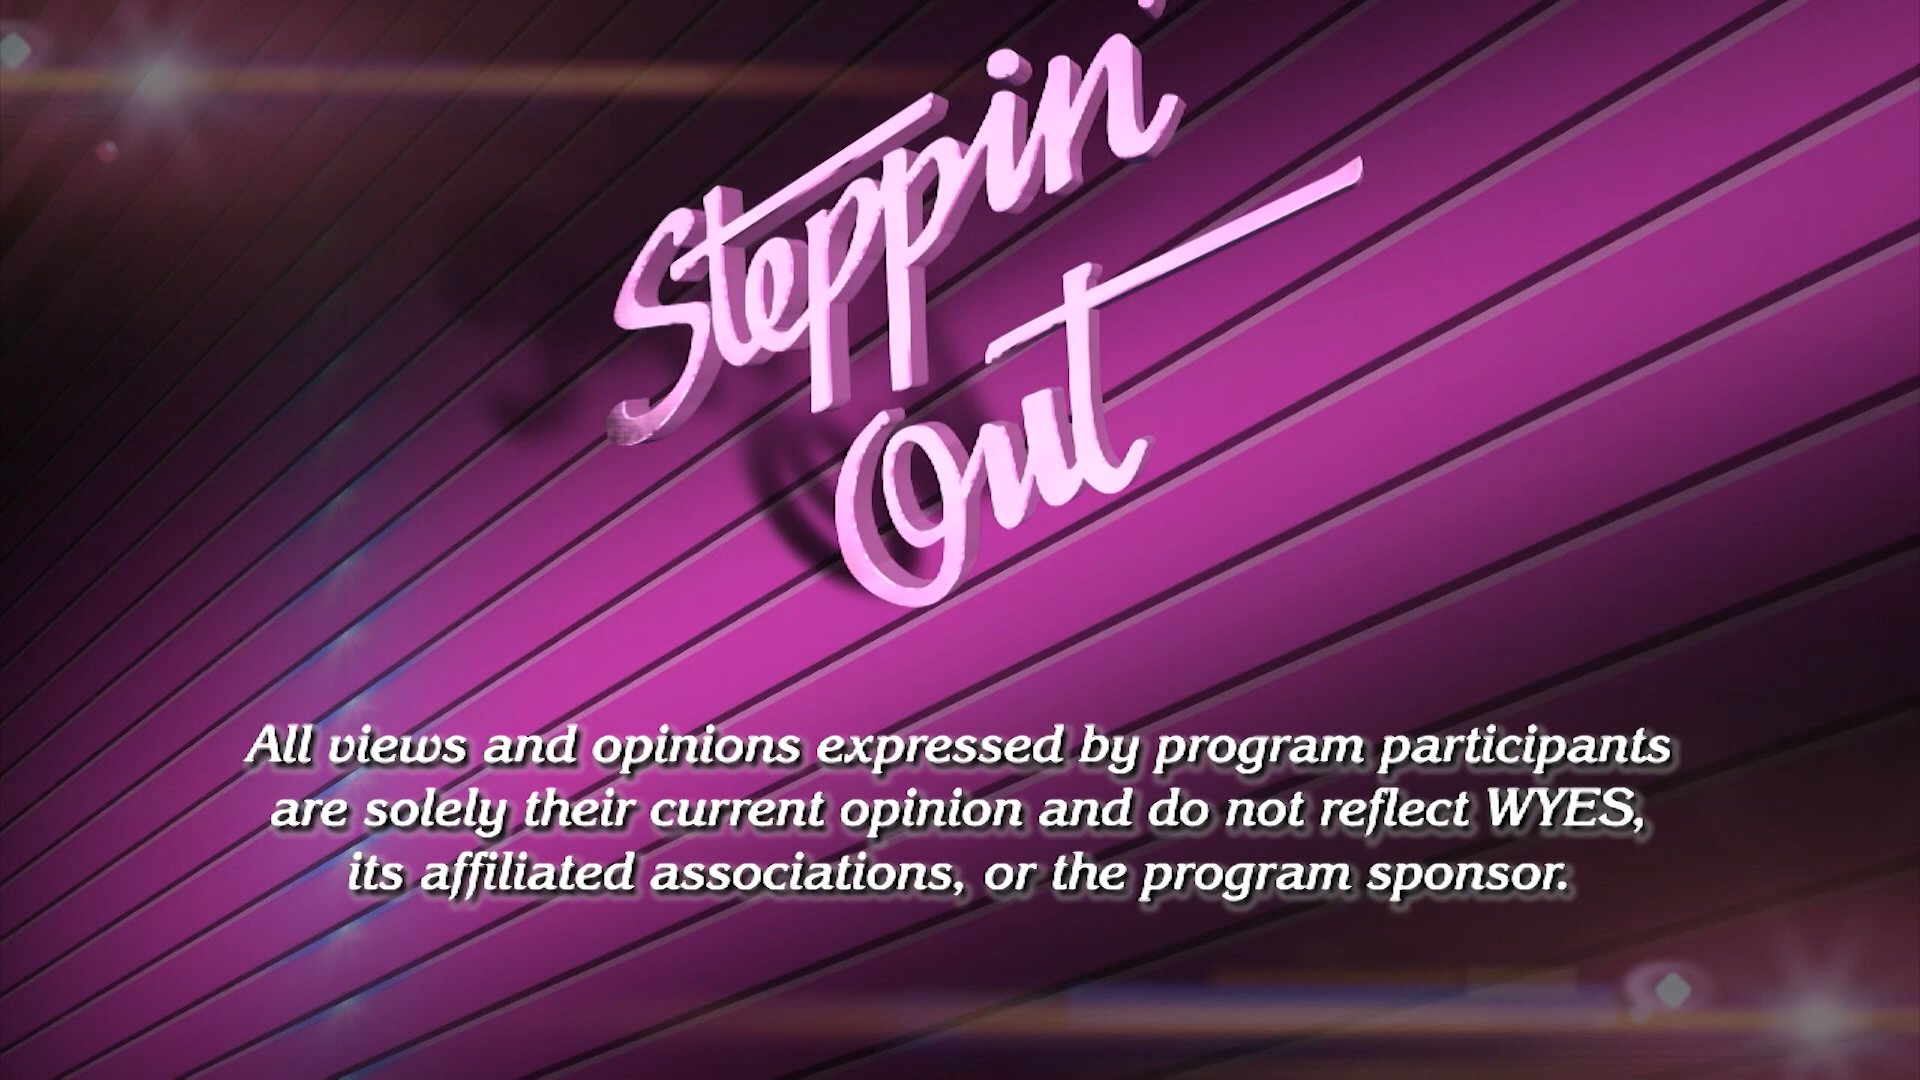 Steppin'
Out
All views and opinions expressed by program participants
are solely their current opinion and do not reflect WYES,
its affiliated associations, or the program sponsor.